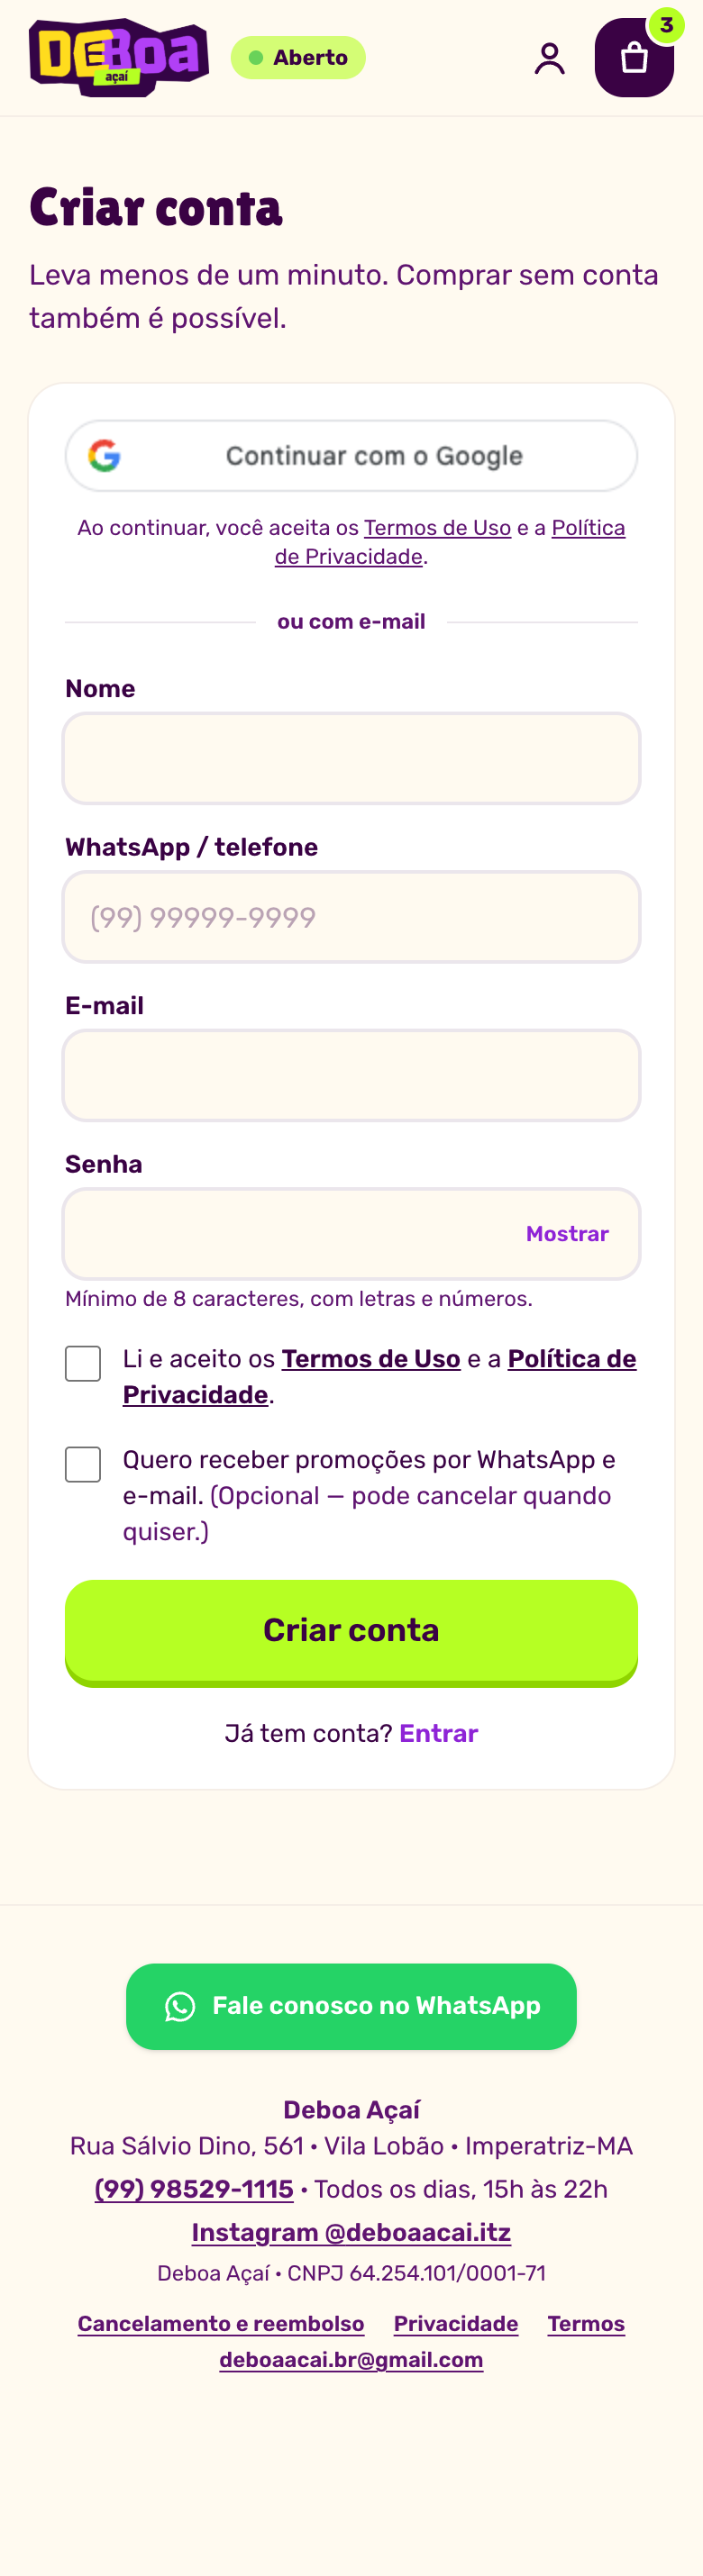 DEBoa
açaí
Aberto
3
Criar conta
Leva menos de um minuto. Comprar sem conta
também é possível.
Continuar com o Google
Ao continuar, você aceita os Termos de Uso e a Política
de Privacidade.
ou com e-mail
Nome
WhatsApp / telefone
(99) 99999-9999
E-mail
Senha
Mostrar
Mínimo de 8 caracteres, com letras e números.
Li e aceito os Termos de Uso e a Política de
Privacidade.
Quero receber promoções por WhatsApp e
e-mail. (Opcional — pode cancelar quando
quiser.)
Criar conta
Já tem conta? Entrar
Fale conosco no WhatsApp
Deboa Açaí
Rua Sálvio Dino, 561 • Vila Lobão • Imperatriz-MA
(99) 98529-1115 • Todos os dias, 15h às 22h
Instagram @deboaacai.itz
Deboa Açaí • CNPJ 64.254.101/0001-71
Cancelamento e reembolso Privacidade Termos
deboaacai.br@gmail.com